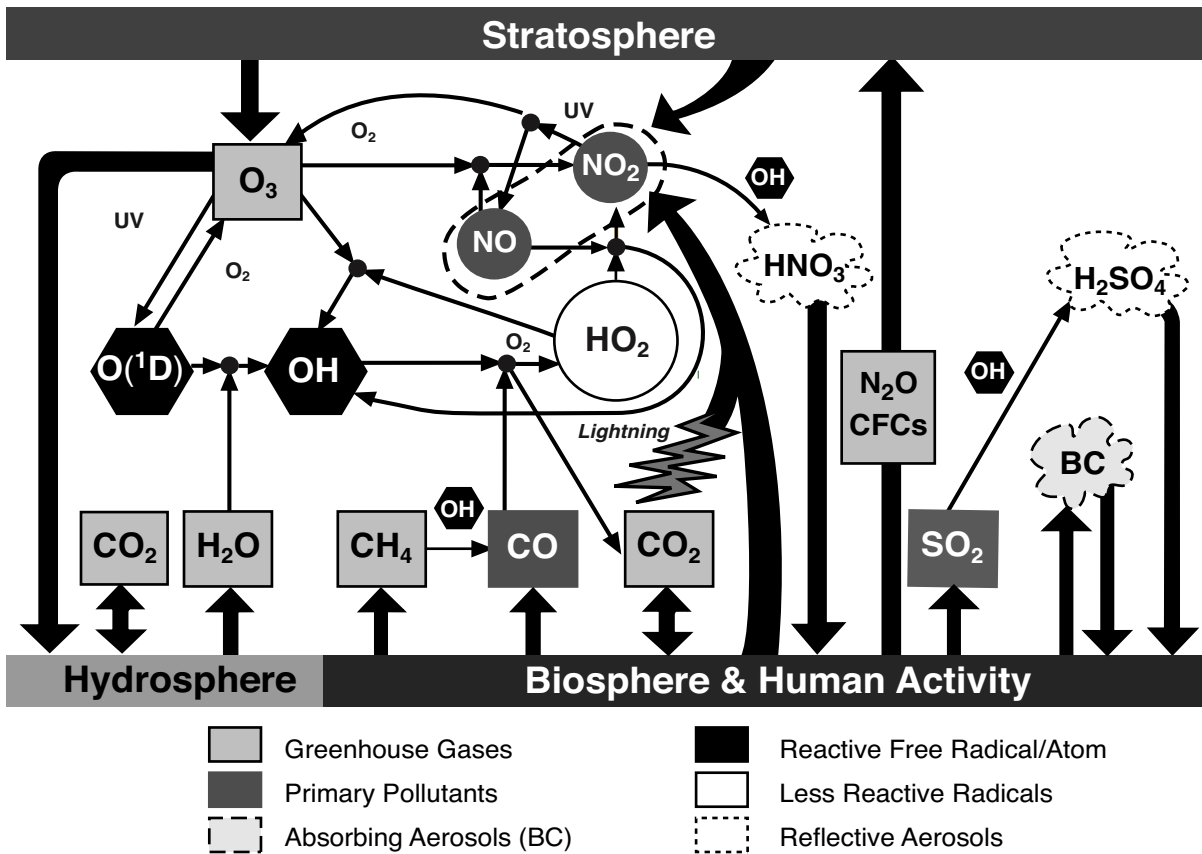 Stratosphere
O₂
UV
O₃
NO₂
OH
UV
NO
HNO₃
H₂SO₄
O₂
HO₂
O₂
O(¹D)
OH
OH
N₂O
CFCs
Lightning
BC
OH
CO₂
H₂O
CH₄
CO
CO₂
SO₂
Hydrosphere
Biosphere & Human Activity
Greenhouse Gases
Reactive Free Radical/Atom
Primary Pollutants
Less Reactive Radicals
Absorbing Aerosols (BC)
Reflective Aerosols